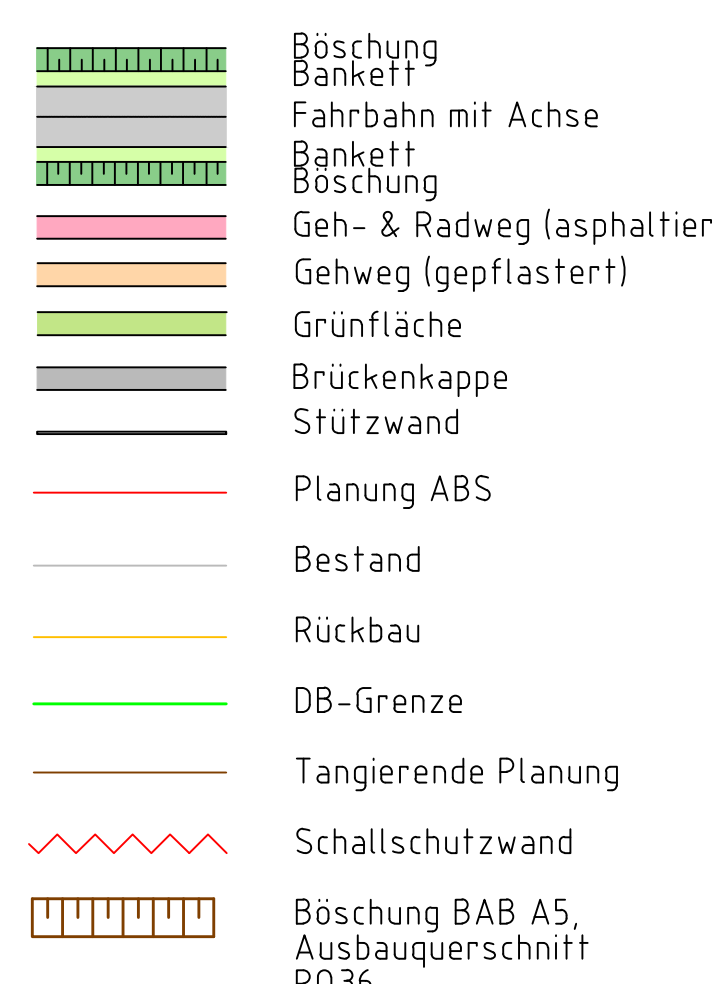 Böschung
Bankett
Fahrbahn mit Achse
Bankett
Böschung
Geh- & Radweg (asphaltier
Gehweg (gepflastert)
Grünfläche
Brückenkappe
Stützwand
Planung ABS
Bestand
Rückbau
DB-Grenze
Tangierende Planung
Schallschutzwand
Böschung BAB A5,
Ausbauquerschnitt